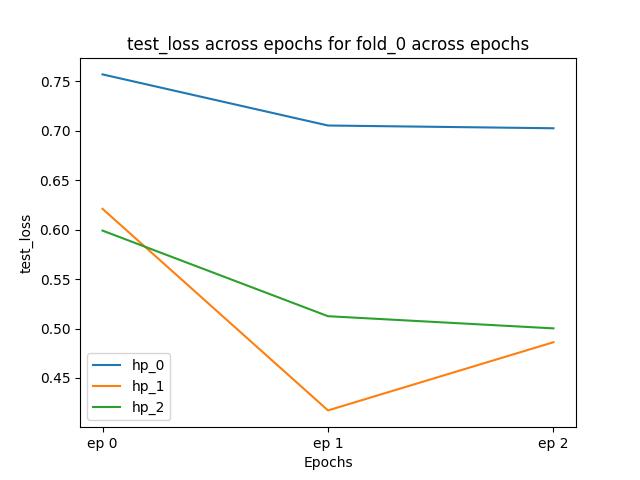 test_loss across epochs for fold_0 across epochs
test_loss
0.75
0.70
0.65
0.60
0.55
0.50
0.45
hp_0
hp_1
hp_2
ep 0
ep 1
ep 2
Epochs